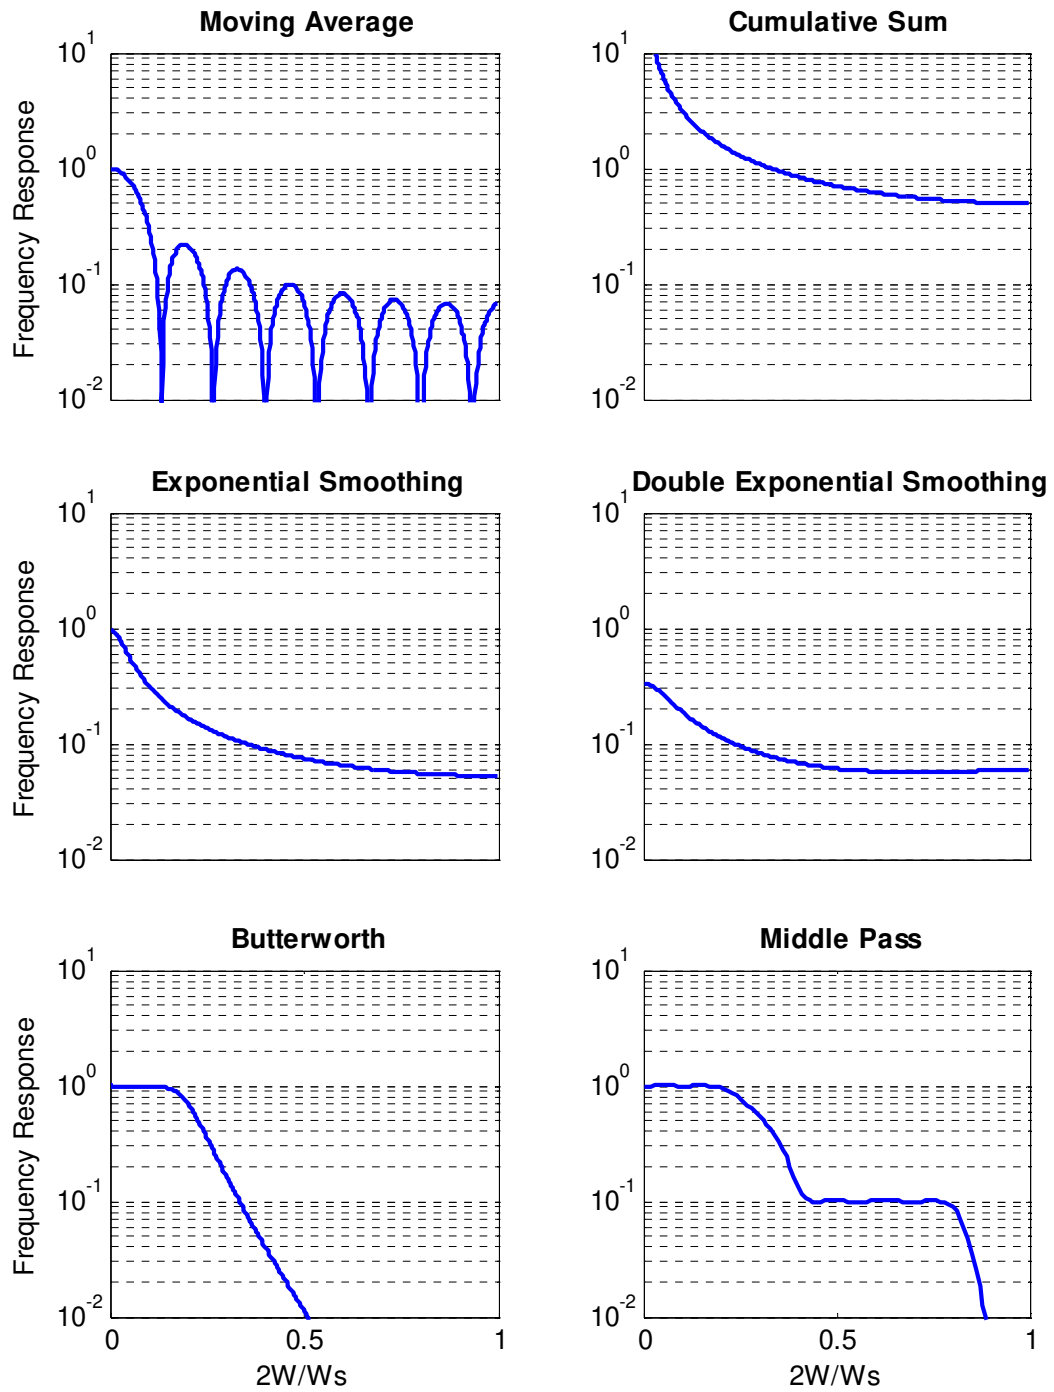 Moving Average
Cumulative Sum
10^1
10^0
10^-1
10^-2
Frequency Response
10^1
10^0
10^-1
10^-2
Exponential Smoothing
Double Exponential Smoothing
10^1
10^0
10^-1
10^-2
Frequency Response
10^1
10^0
10^-1
10^-2
Butterworth
Middle Pass
10^1
10^0
10^-1
10^-2
Frequency Response
0 0.5 1
2W/Ws
10^1
10^0
10^-1
10^-2
0 0.5 1
2W/Ws